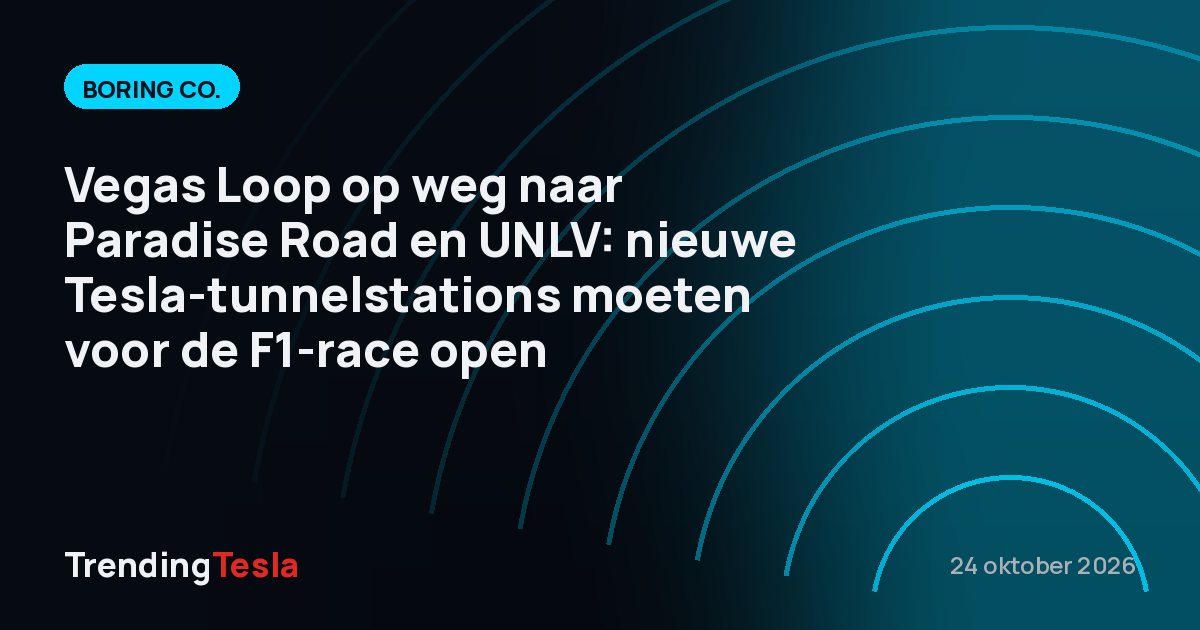 BORING CO.
Vegas Loop op weg naar
Paradise Road en UNLV: nieuwe
Tesla-tunnelstations moeten
voor de F1-race open
TrendingTesla
24 oktober 2026